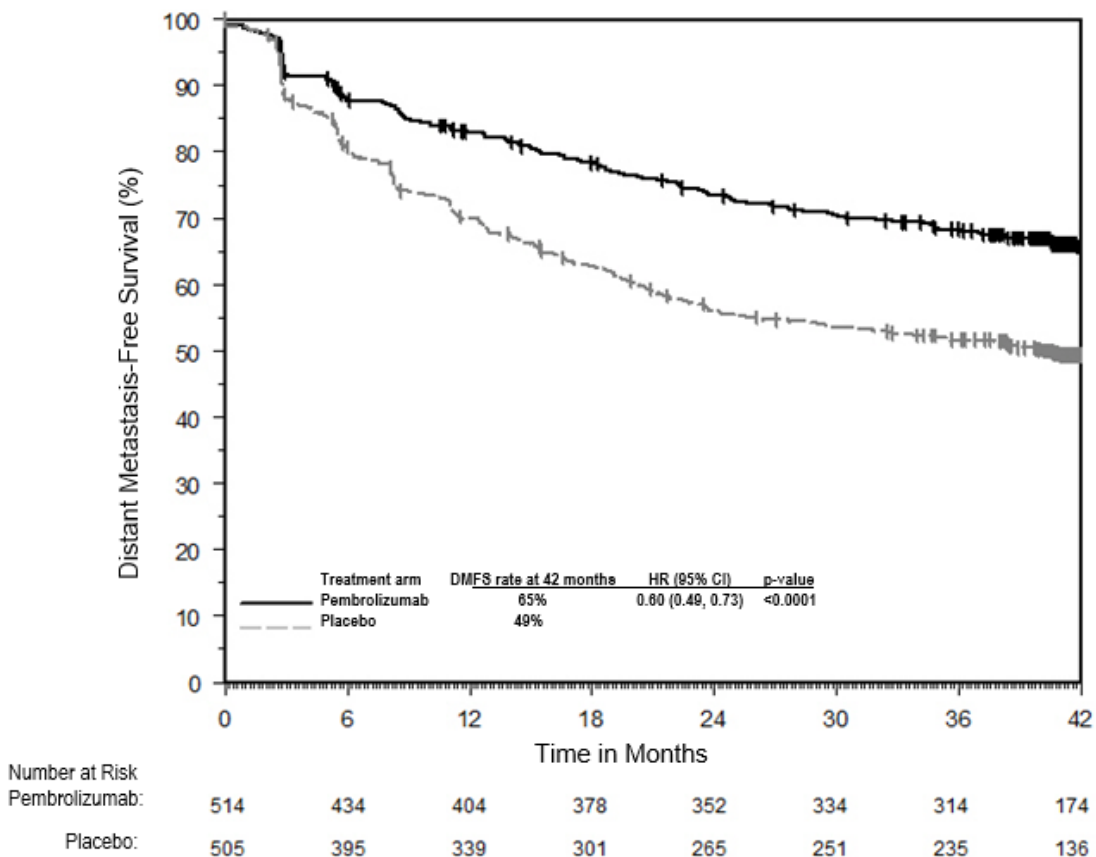 Distant Metastasis-Free Survival (%)
100
90
80
70
60
50
40
30
20
10
0
Treatment arm DMFS rate at 42 months HR (95% CI) p-value
Pembrolizumab 65% 0.60 (0.49, 0.73) <0.0001
Placebo 49%
0 6 12 18 24 30 36 42
Time in Months
Number at Risk
Pembrolizumab: 514 434 404 378 352 334 314 174
Placebo: 505 395 339 301 265 251 235 136